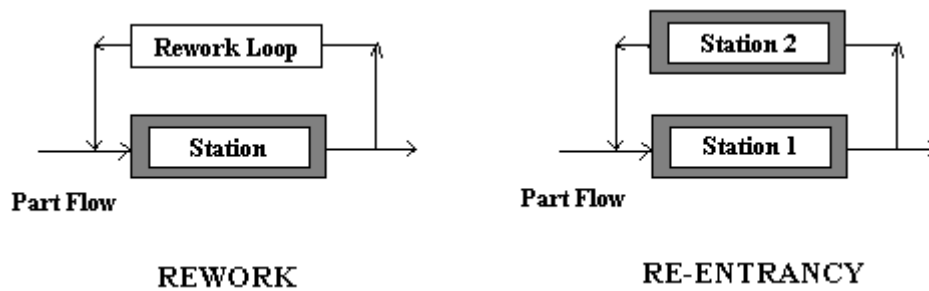 Rework Loop
Station
Part Flow
REWORK
Station 2
Station 1
Part Flow
RE-ENTRANCY